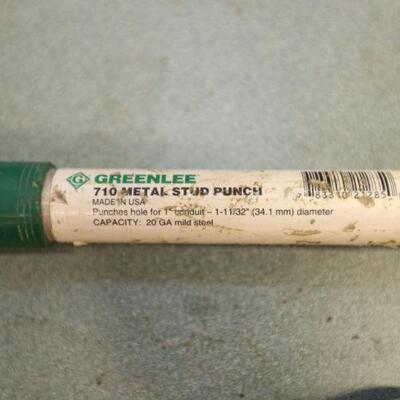 G GREENLEE
710 METAL STUD PUNCH
MADE IN USA
Punches hole for 1" conduit – 1-11/32" (34.1 mm) diameter
CAPACITY: 20 GA mild steel